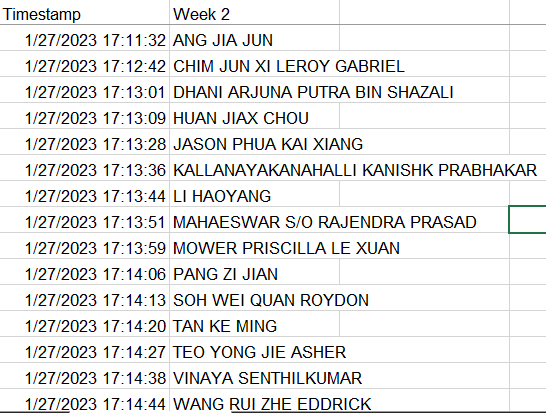 Timestamp Week 2
1/27/2023 17:11:32 ANG JIA JUN
1/27/2023 17:12:42 CHIM JUN XI LEROY GABRIEL
1/27/2023 17:13:01 DHANI ARJUNA PUTRA BIN SHAZALI
1/27/2023 17:13:09 HUAN JIAX CHOU
1/27/2023 17:13:28 JASON PHUA KAI XIANG
1/27/2023 17:13:36 KALLANAYAKANAHALLI KANISHK PRABHAKAR
1/27/2023 17:13:44 LI HAOYANG
1/27/2023 17:13:51 MAHAESWAR S/O RAJENDRA PRASAD
1/27/2023 17:13:59 MOWER PRISCILLA LE XUAN
1/27/2023 17:14:06 PANG ZI JIAN
1/27/2023 17:14:13 SOH WEI QUAN ROYDON
1/27/2023 17:14:20 TAN KE MING
1/27/2023 17:14:27 TEO YONG JIE ASHER
1/27/2023 17:14:38 VINAYA SENTHILKUMAR
1/27/2023 17:14:44 WANG RUI ZHE EDDRICK